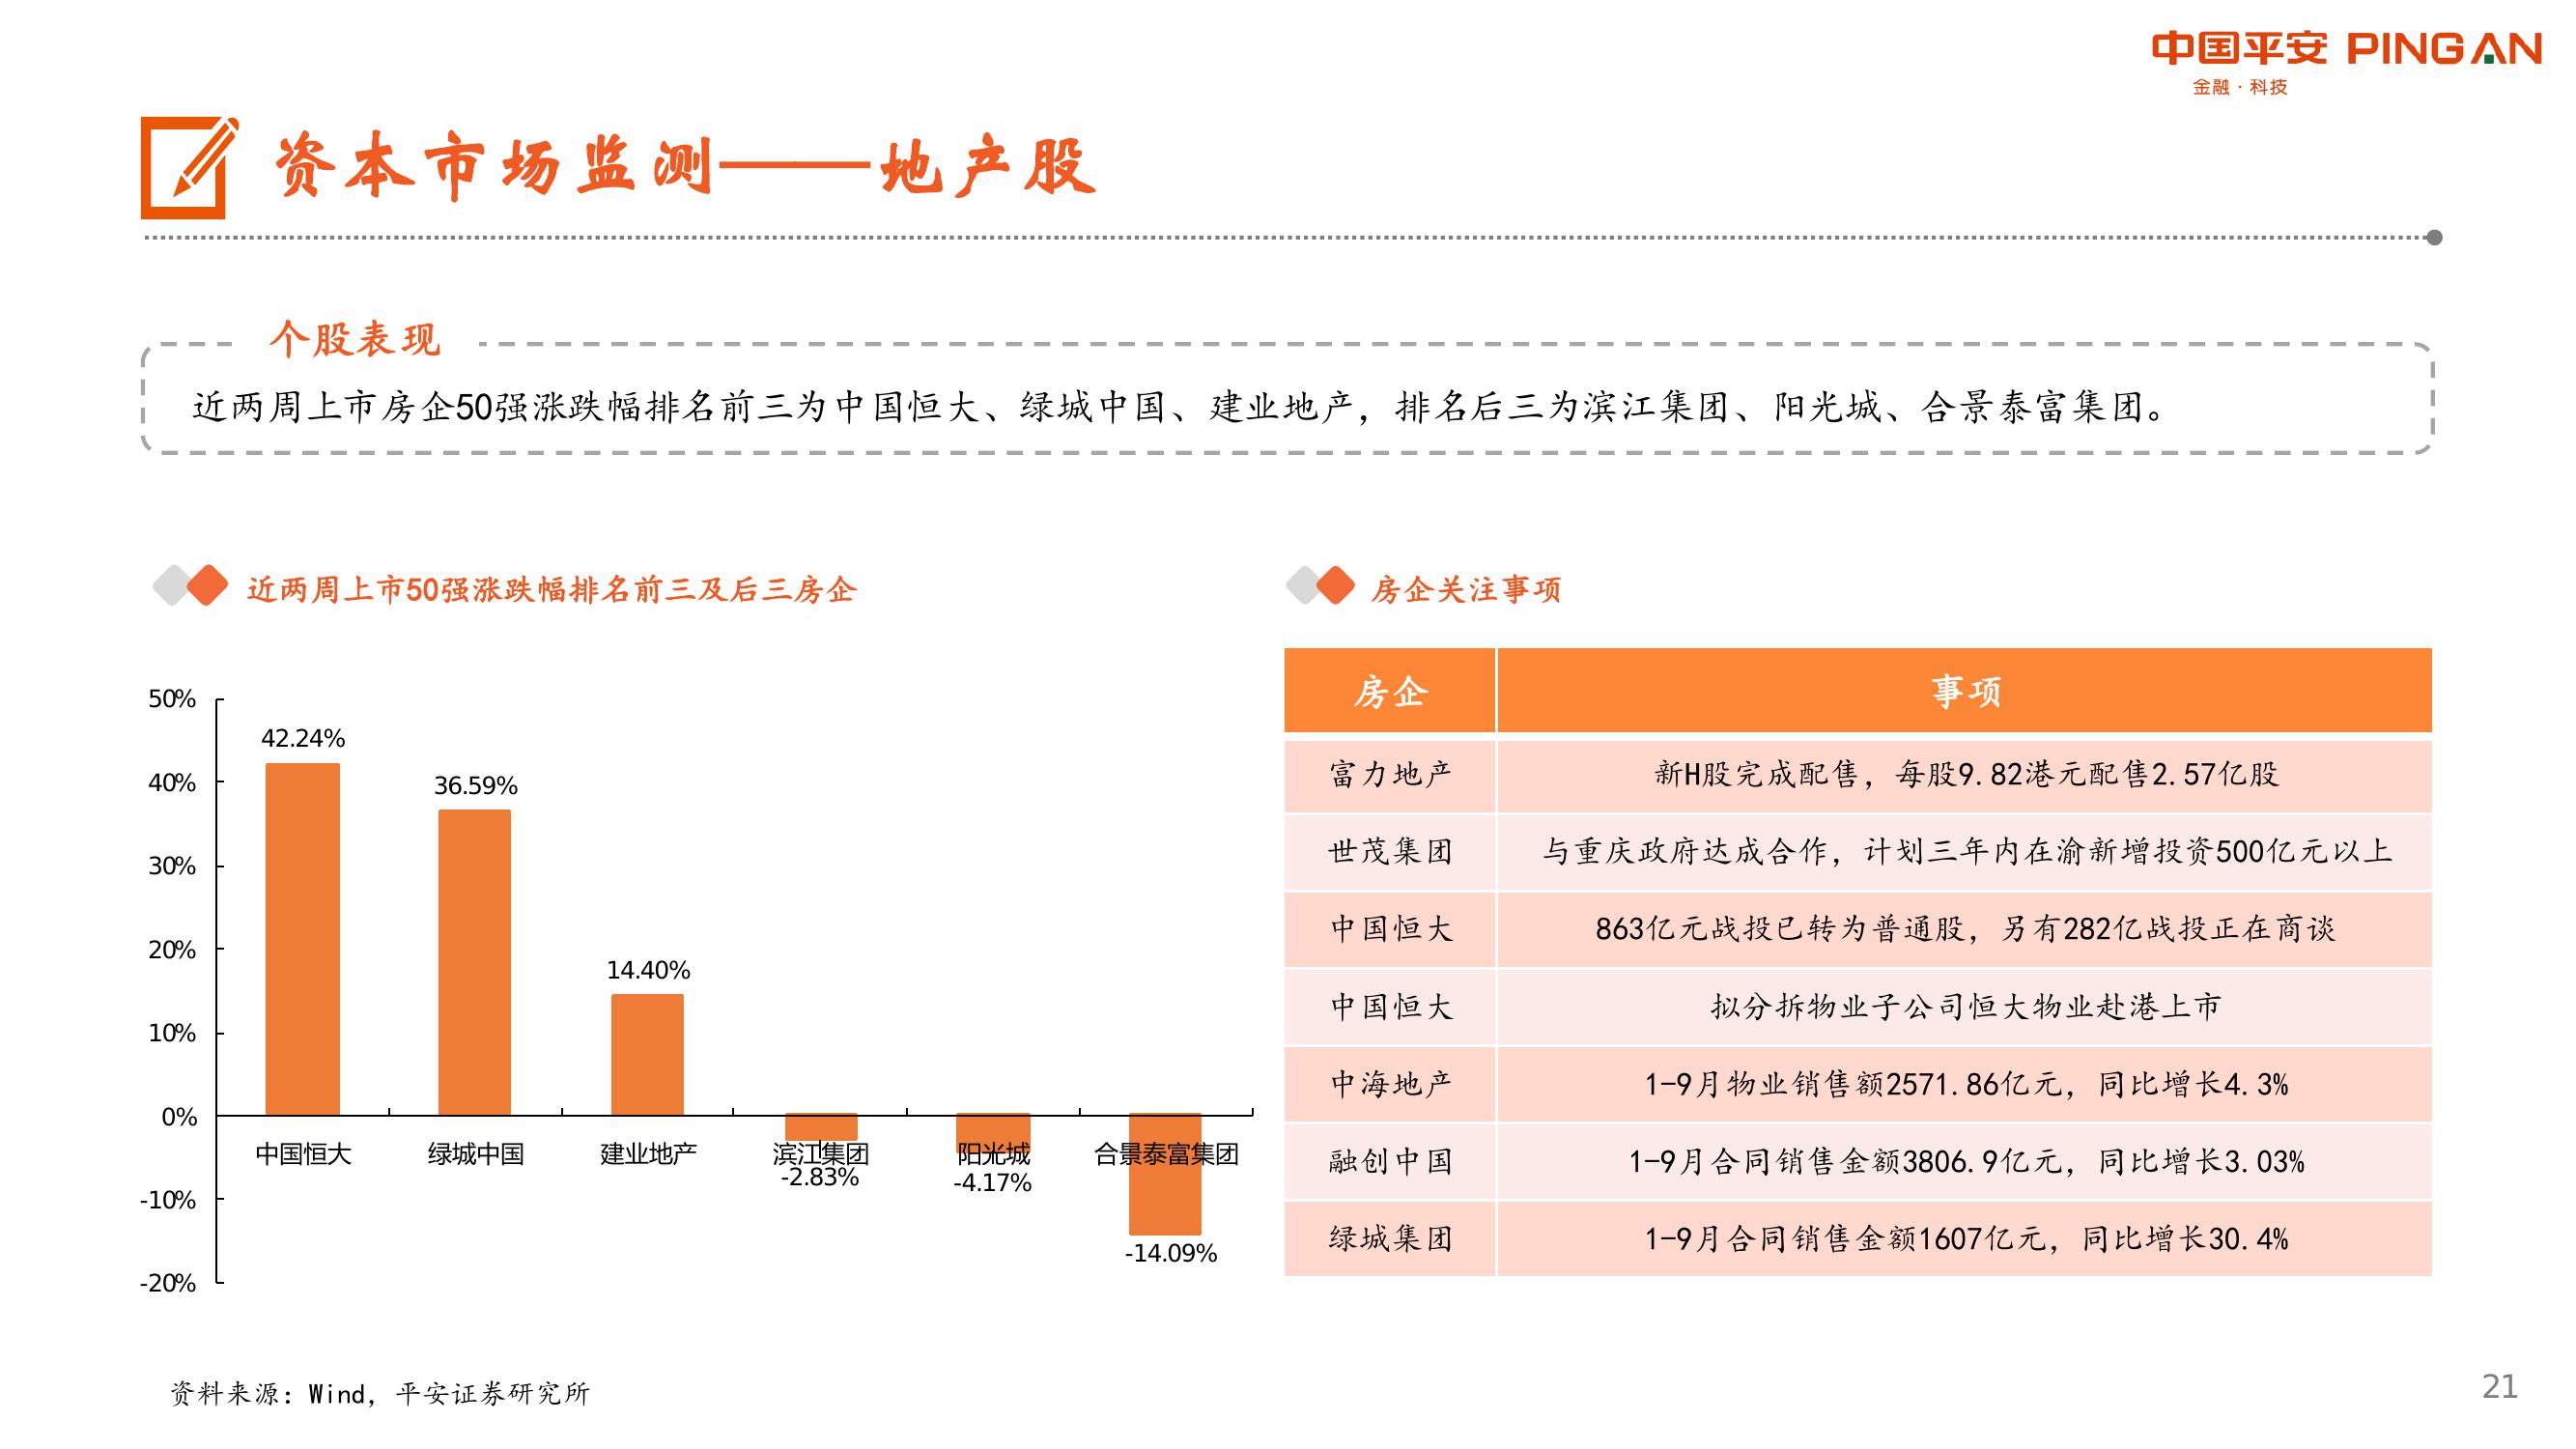 中国平安 PINGAN
金融·科技
资本市场监测——地产股
个股表现
近两周上市房企50强涨跌幅排名前三为中国恒大、绿城中国、建业地产，排名后三为滨江集团、阳光城、合景泰富集团。
近两周上市50强涨跌幅排名前三及后三房企
50%
40%
30%
20%
10%
0%
-10%
-20%
42.24%
36.59%
14.40%
中国恒大
绿城中国
建业地产
滨江集团
阳光城
合景泰富集团
-2.83%
-4.17%
-14.09%
房企关注事项
房企 事项
富力地产 新H股完成配售，每股9.82港元配售2.57亿股
世茂集团 与重庆政府达成合作，计划三年内在渝新增投资500亿元以上
中国恒大 863亿元战投已转为普通股，另有282亿战投正在商谈
中国恒大 拟分拆物业子公司恒大物业赴港上市
中海地产 1-9月物业销售额2571.86亿元，同比增长4.3%
融创中国 1-9月合同销售金额3806.9亿元，同比增长3.03%
绿城集团 1-9月合同销售金额1607亿元，同比增长30.4%
资料来源：Wind，平安证券研究所
21